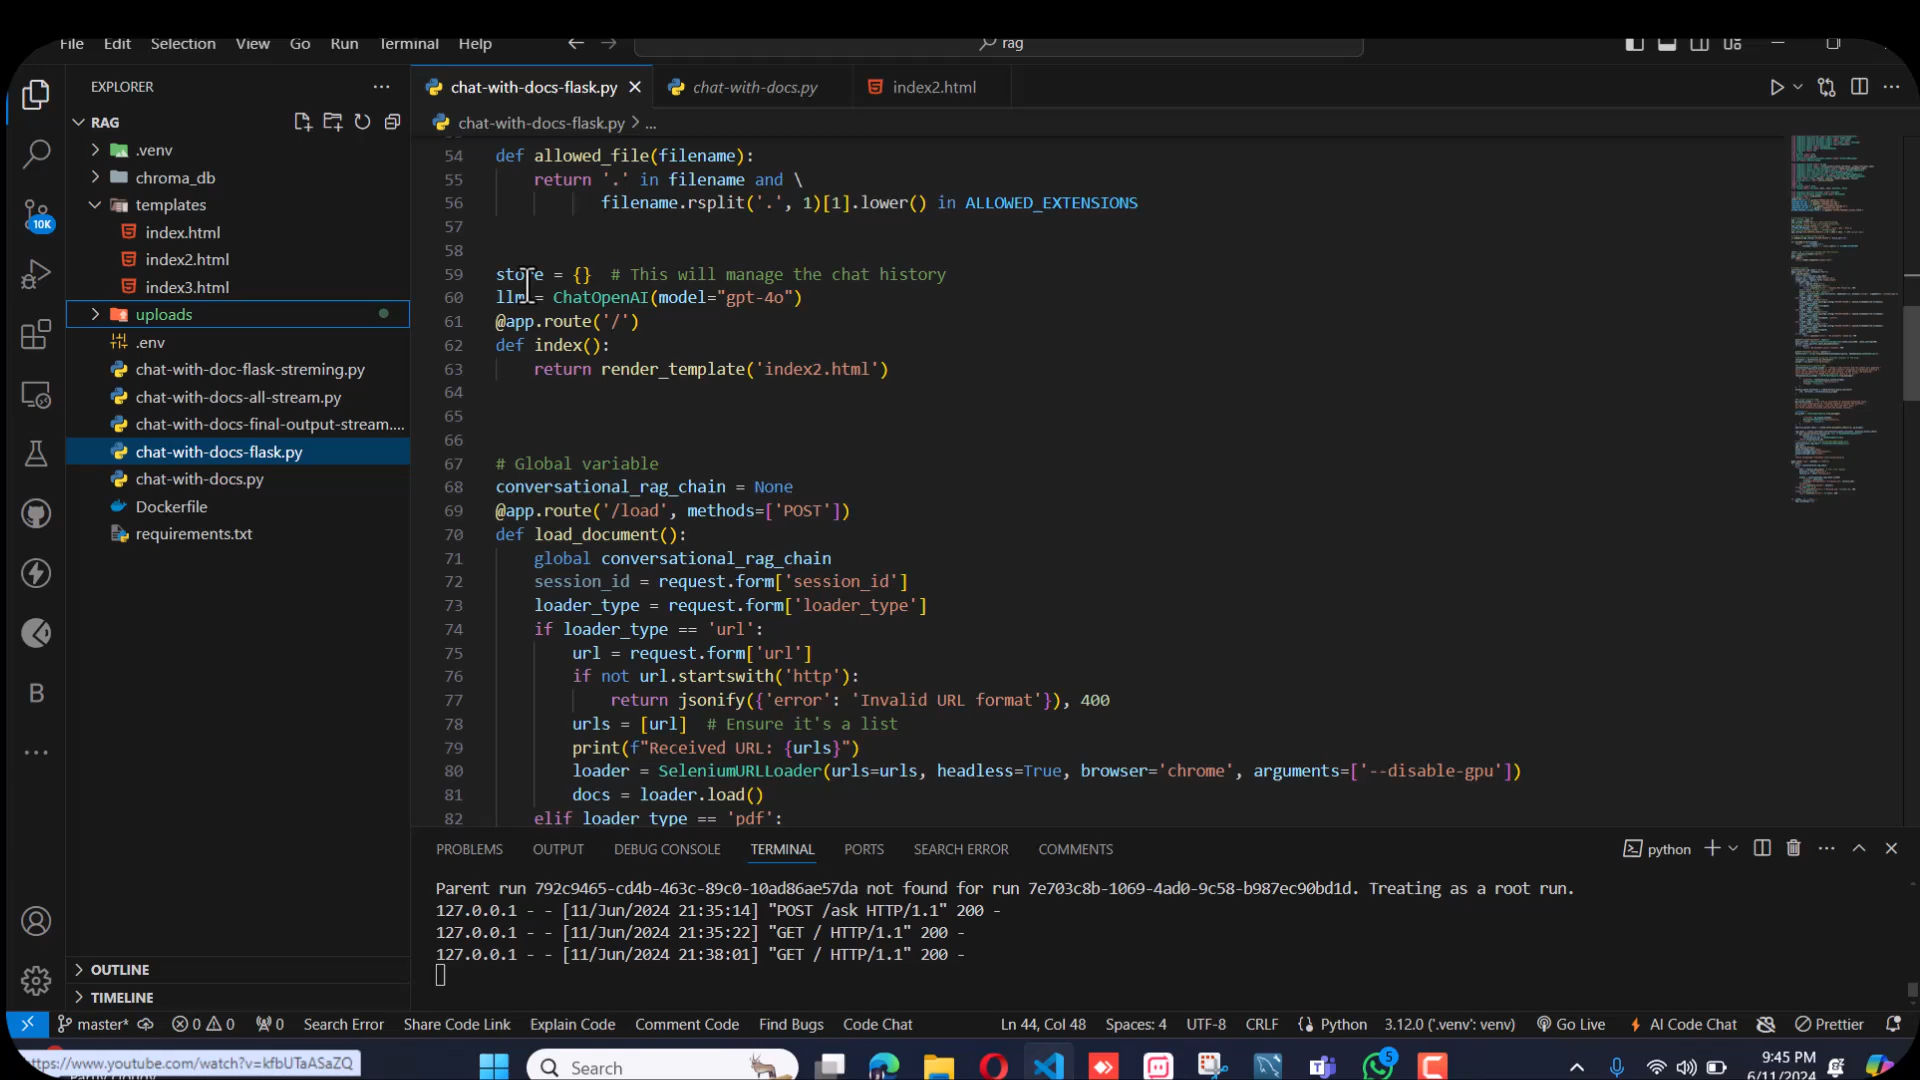 File Edit Selection View Go Run Terminal Help
rag
EXPLORER
RAG
.venv
chroma_db
templates
index.html
index2.html
index3.html
uploads
.env
chat-with-doc-flask-streming.py
chat-with-docs-all-stream.py
chat-with-docs-final-output-stream....
chat-with-docs-flask.py
chat-with-docs.py
Dockerfile
requirements.txt
OUTLINE
TIMELINE
10K
B
chat-with-docs-flask.py chat-with-docs.py index2.html
chat-with-docs-flask.py > ...
54 def allowed_file(filename):
55 return '.' in filename and \
56 filename.rsplit('.', 1)[1].lower() in ALLOWED_EXTENSIONS
57
58
59 store = {} # This will manage the chat history
60 llm = ChatOpenAI(model="gpt-4o")
61 @app.route('/')
62 def index():
63 return render_template('index2.html')
64
65
66
67 # Global variable
68 conversational_rag_chain = None
69 @app.route('/load', methods=['POST'])
70 def load_document():
71 global conversational_rag_chain
72 session_id = request.form['session_id']
73 loader_type = request.form['loader_type']
74 if loader_type == 'url':
75 url = request.form['url']
76 if not url.startswith('http'):
77 return jsonify({'error': 'Invalid URL format'}), 400
78 urls = [url] # Ensure it's a list
79 print(f"Received URL: {urls}")
80 loader = SeleniumURLLoader(urls=urls, headless=True, browser='chrome', arguments=['--disable-gpu'])
81 docs = loader.load()
82 elif loader_type == 'pdf':
PROBLEMS OUTPUT DEBUG CONSOLE TERMINAL PORTS SEARCH ERROR COMMENTS
python
Parent run 792c9465-cd4b-463c-89c0-10ad86ae57da not found for run 7e703c8b-1069-4ad0-9c58-b987ec90bd1d. Treating as a root run.
127.0.0.1 - - [11/Jun/2024 21:35:14] "POST /ask HTTP/1.1" 200 -
127.0.0.1 - - [11/Jun/2024 21:35:22] "GET / HTTP/1.1" 200 -
127.0.0.1 - - [11/Jun/2024 21:38:01] "GET / HTTP/1.1" 200 -
master* 0 0 0 Search Error Share Code Link Explain Code Comment Code Find Bugs Code Chat Ln 44, Col 48 Spaces: 4 UTF-8 CRLF Python 3.12.0 ('.venv': venv) Go Live AI Code Chat Prettier
https://www.youtube.com/watch?v=kfbUTaASaZQ
Search
5
9:45 PM
6/11/2024